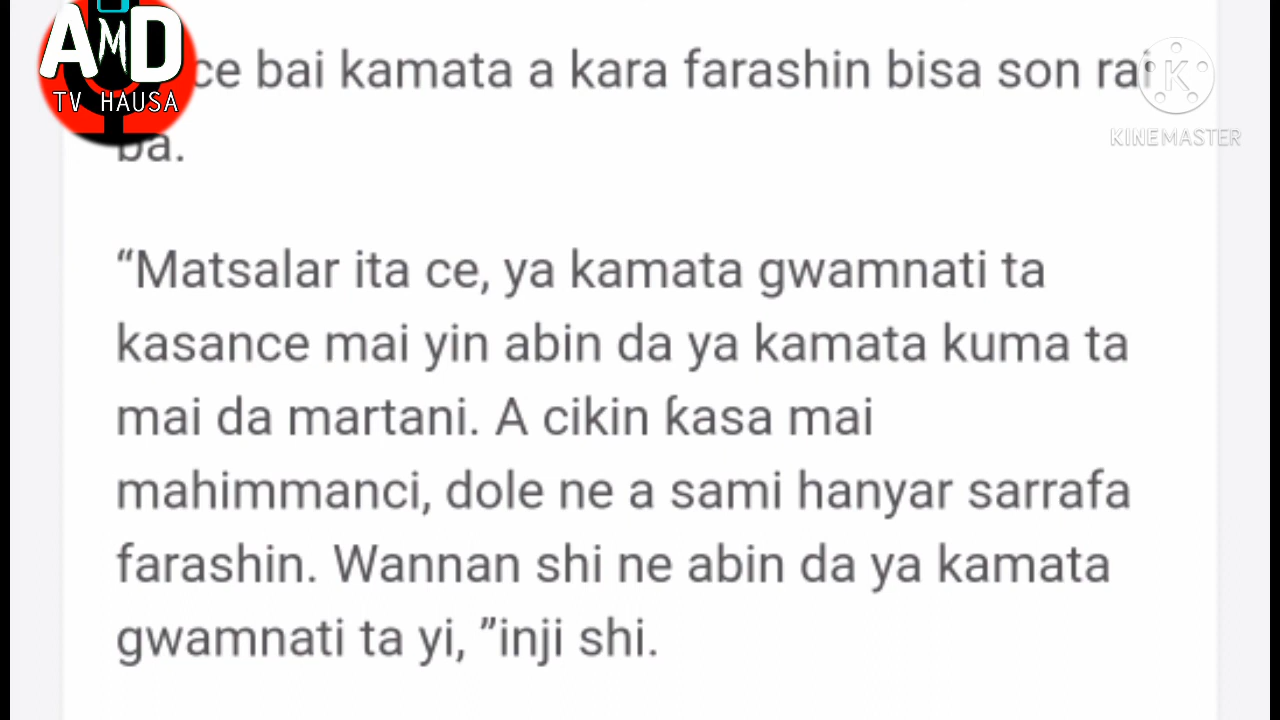 AMD
TV HAUSA
ce bai kamata a kara farashin bisa son rai
ba.
K
KINEMASTER
“Matsalar ita ce, ya kamata gwamnati ta
kasance mai yin abin da ya kamata kuma ta
mai da martani. A cikin ƙasa mai
mahimmanci, dole ne a sami hanyar sarrafa
farashin. Wannan shi ne abin da ya kamata
gwamnati ta yi, ”inji shi.